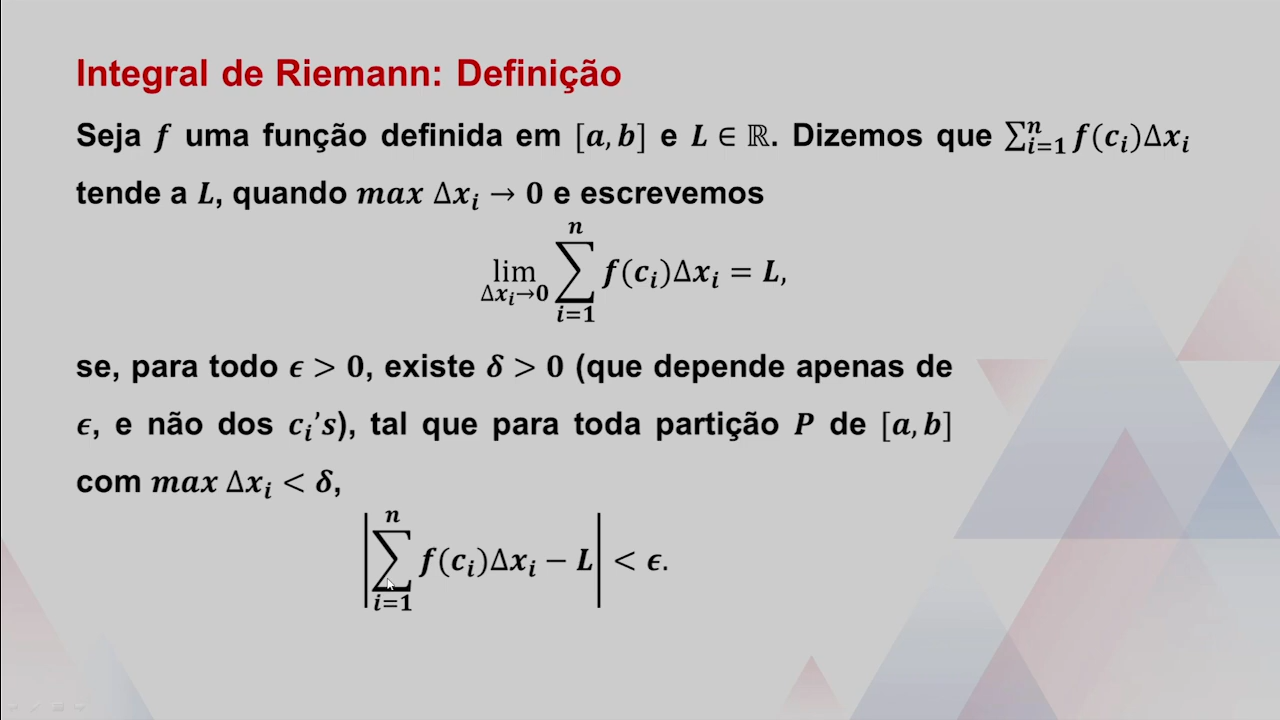 Integral de Riemann: Definição
Seja f uma função definida em [a, b] e L ∈ ℝ. Dizemos que ∑ⁿᵢ₌₁ f(cᵢ)Δxᵢ
tende a L, quando max Δxᵢ → 0 e escrevemos
lim_{Δxᵢ→0} ∑ⁿᵢ₌₁ f(cᵢ)Δxᵢ = L,
se, para todo ϵ > 0, existe δ > 0 (que depende apenas de
ϵ, e não dos cᵢ's), tal que para toda partição P de [a, b]
com max Δxᵢ < δ,
|∑ⁿᵢ₌₁ f(cᵢ)Δxᵢ − L| < ϵ.